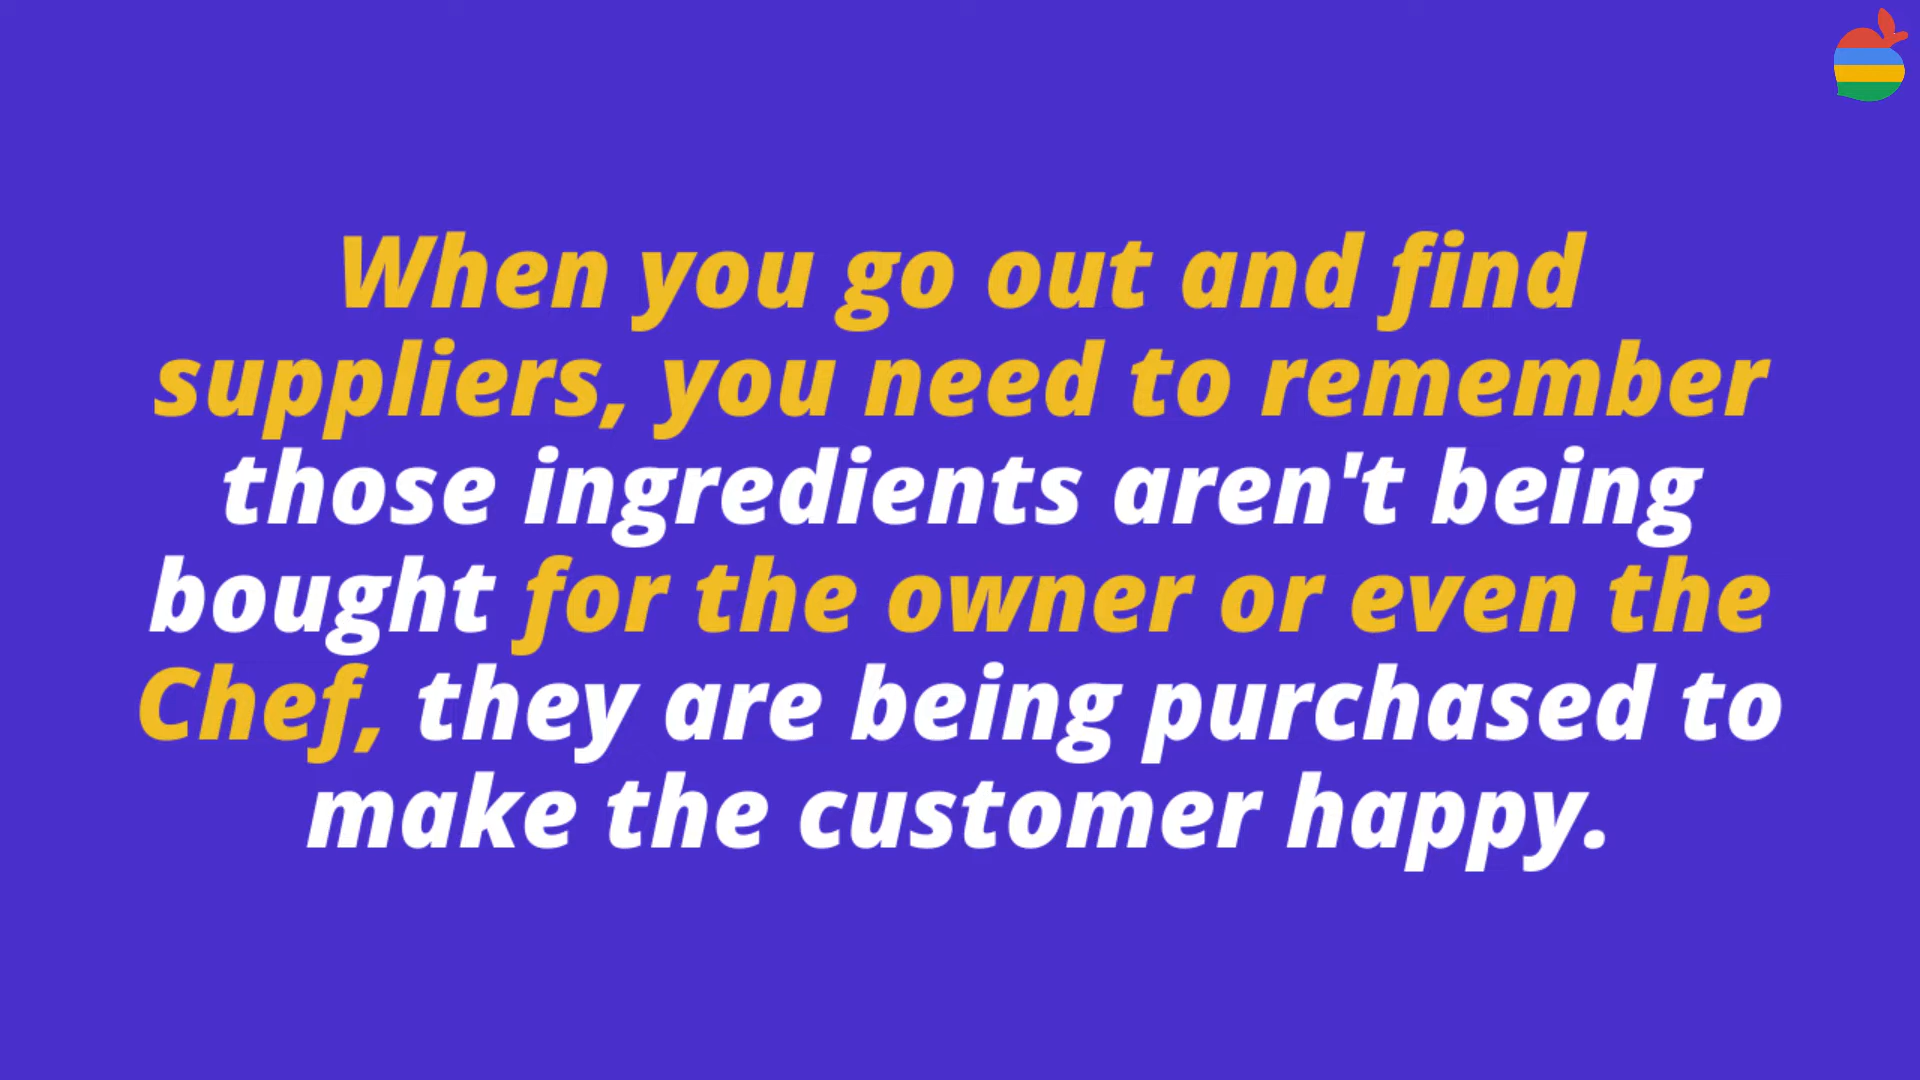 When you go out and find
suppliers, you need to remember
those ingredients aren't being
bought for the owner or even the
Chef, they are being purchased to
make the customer happy.